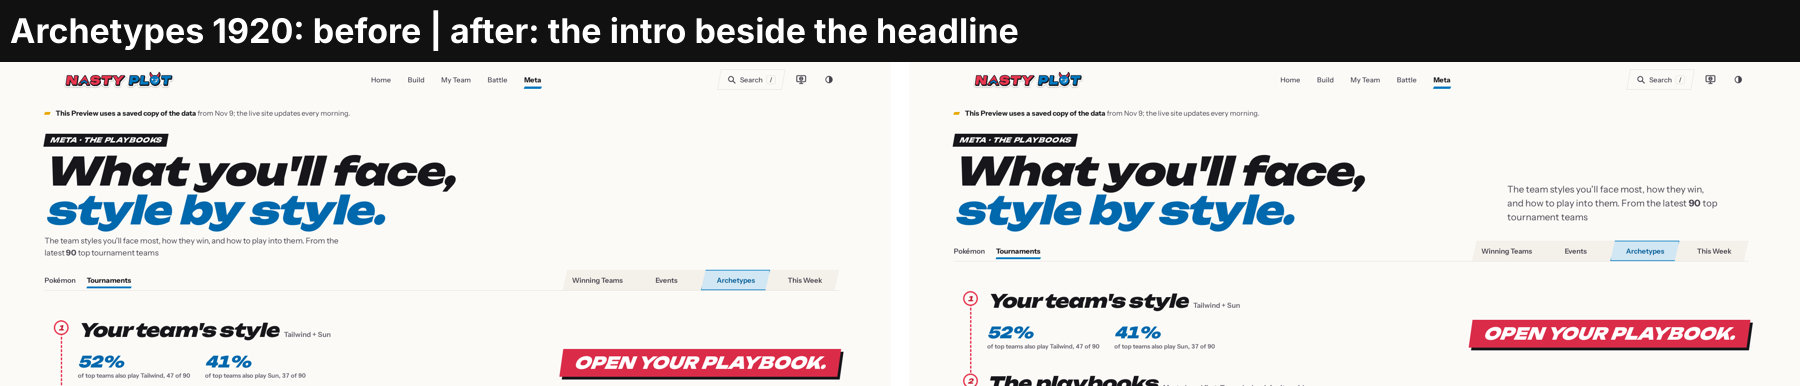 Archetypes 1920: before | after: the intro beside the headline
NASTY PLOT
Home Build My Team Battle Meta
Search /
This Preview uses a saved copy of the data from Nov 9; the live site updates every morning.
META · THE PLAYBOOKS
What you'll face,
style by style.
The team styles you'll face most, how they win, and how to play into them. From the
latest 90 top tournament teams
Pokémon Tournaments
Winning Teams Events Archetypes This Week
1
Your team's style Tailwind + Sun
52% 41%
of top teams also play Tailwind, 47 of 90 of top teams also play Sun, 37 of 90
OPEN YOUR PLAYBOOK.
NASTY PLOT
Home Build My Team Battle Meta
Search /
This Preview uses a saved copy of the data from Nov 9; the live site updates every morning.
META · THE PLAYBOOKS
What you'll face,
style by style.
The team styles you'll face most, how they win,
and how to play into them. From the latest 90 top
tournament teams
Pokémon Tournaments
Winning Teams Events Archetypes This Week
1
Your team's style Tailwind + Sun
52% 41%
of top teams also play Tailwind, 47 of 90 of top teams also play Sun, 37 of 90
OPEN YOUR PLAYBOOK.
2
The playbooks